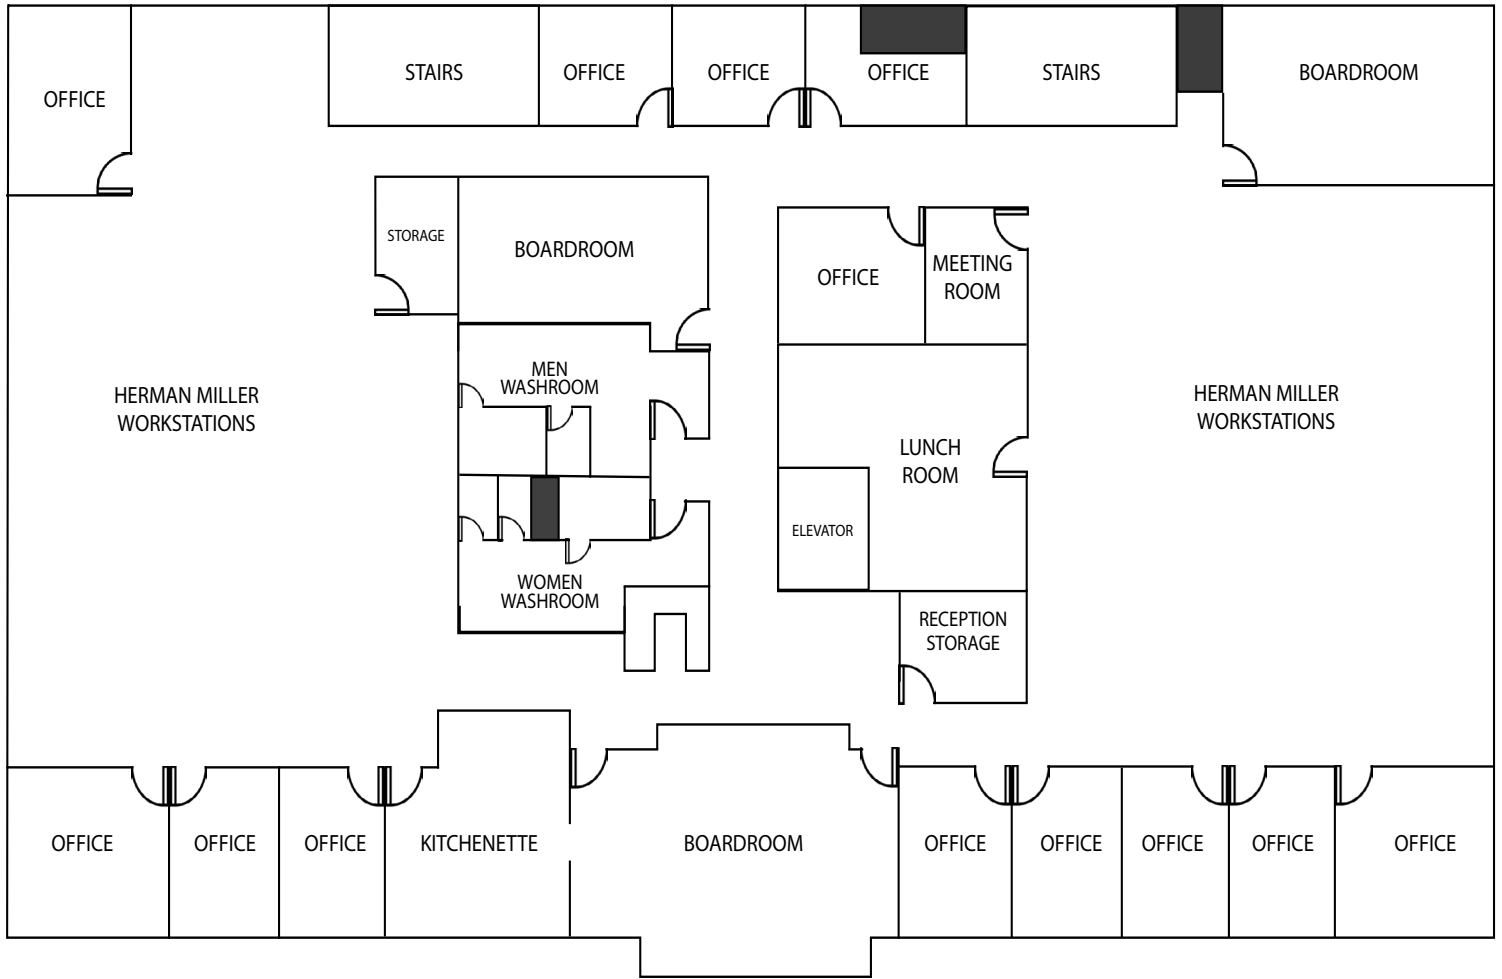 STAIRS
OFFICE
OFFICE
OFFICE
STAIRS
BOARDROOM
OFFICE
STORAGE
BOARDROOM
OFFICE
MEETING
ROOM
MEN
WASHROOM
HERMAN MILLER
WORKSTATIONS
HERMAN MILLER
WORKSTATIONS
LUNCH
ROOM
ELEVATOR
WOMEN
WASHROOM
RECEPTION
STORAGE
OFFICE
OFFICE
OFFICE
KITCHENETTE
BOARDROOM
OFFICE
OFFICE
OFFICE
OFFICE
OFFICE